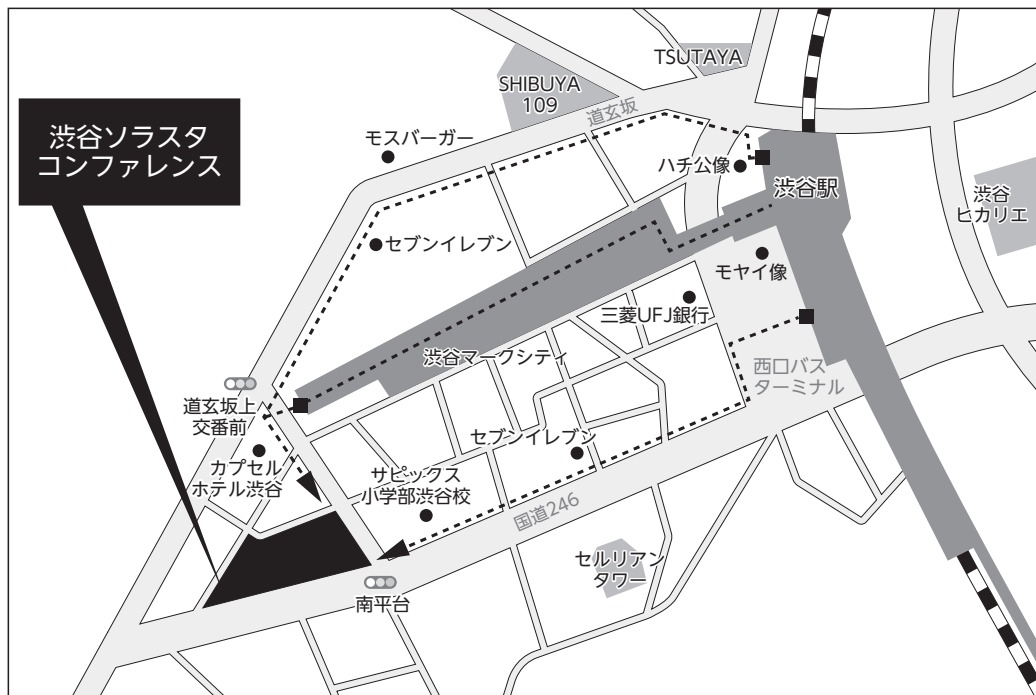 TSUTAYA
SHIBUYA
109
道玄坂
モスバーガー
渋谷ソラスタ
コンファレンス
ハチ公像
渋谷駅
渋谷
ヒカリエ
セブンイレブン
モヤイ像
三菱UFJ銀行
渋谷マークシティ
西口バス
ターミナル
道玄坂上
交番前
セブンイレブン
カプセル
ホテル渋谷
サピックス
小学部渋谷校
国道246
セルリアン
タワー
南平台